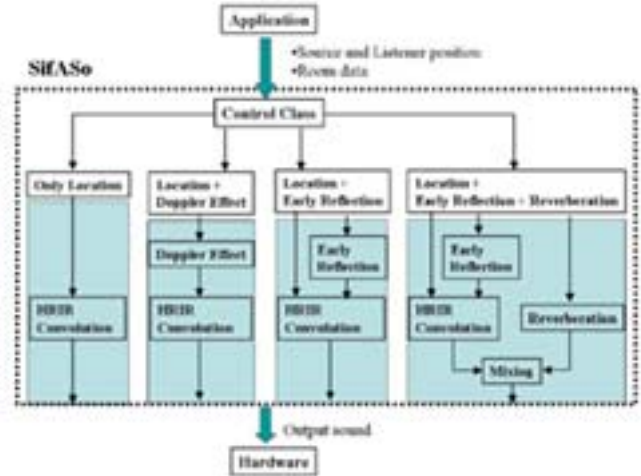 Application
•Source and Listener position
•Room data
SifASo
Control Class
Only Location
Location +
Doppler Effect
Location +
Early Reflection
Location +
Early Reflection + Reverberation
Doppler Effect
Early
Reflection
Early
Reflection
HRIR
Convolution
HRIR
Convolution
HRIR
Convolution
HRIR
Convolution
Reverberation
Mixing
Output sound
Hardware